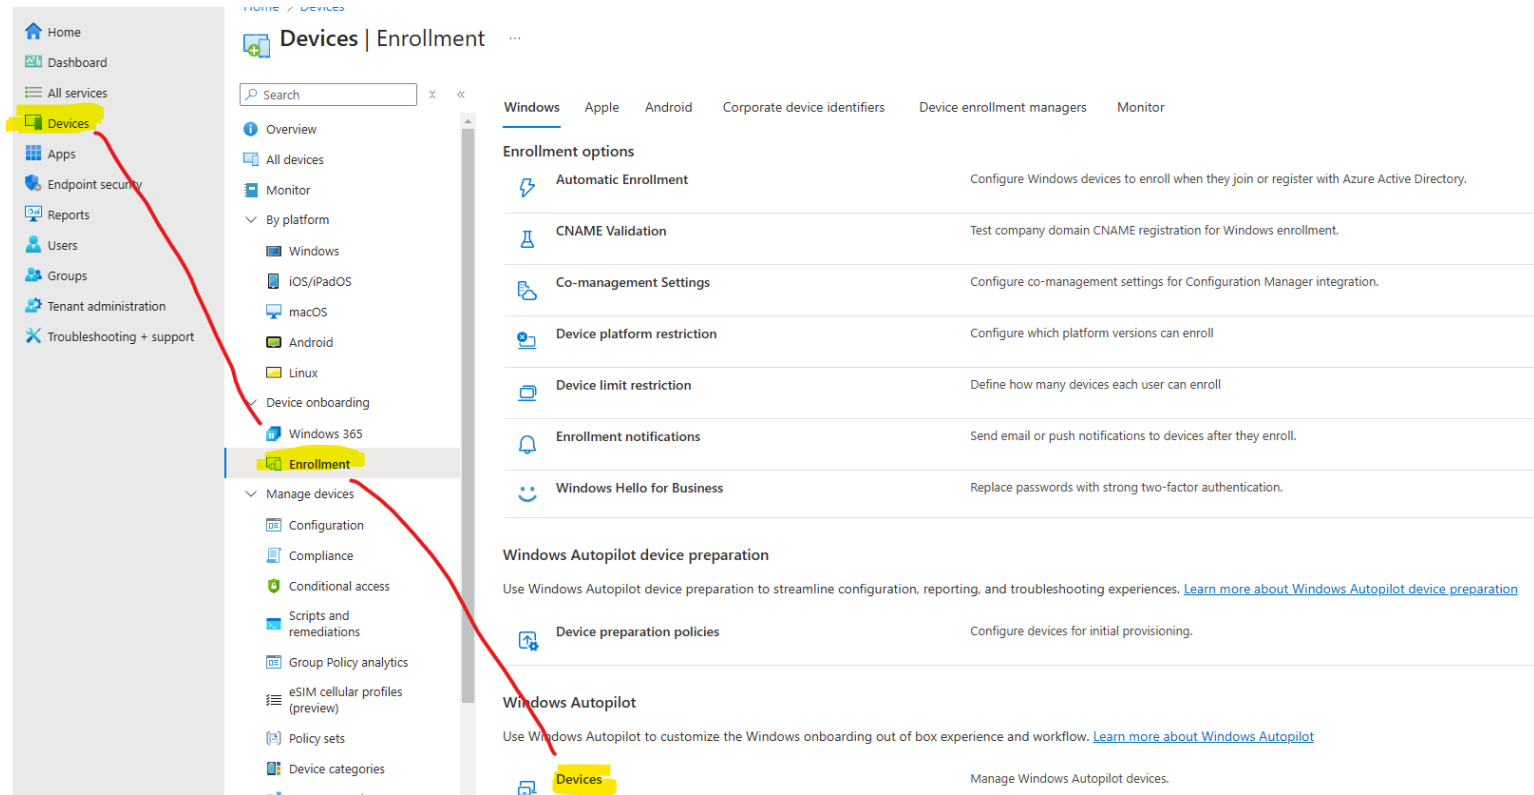 Home > Devices
Devices | Enrollment ...
Home
Dashboard
All services
Devices
Apps
Endpoint security
Reports
Users
Groups
Tenant administration
Troubleshooting + support
Search
Overview
All devices
Monitor
By platform
Windows
iOS/iPadOS
macOS
Android
Linux
Device onboarding
Windows 365
Enrollment
Manage devices
Configuration
Compliance
Conditional access
Scripts and
remediations
Group Policy analytics
eSIM cellular profiles
(preview)
Policy sets
Device categories
Windows Apple Android Corporate device identifiers Device enrollment managers Monitor
Enrollment options
Automatic Enrollment Configure Windows devices to enroll when they join or register with Azure Active Directory.
CNAME Validation Test company domain CNAME registration for Windows enrollment.
Co-management Settings Configure co-management settings for Configuration Manager integration.
Device platform restriction Configure which platform versions can enroll
Device limit restriction Define how many devices each user can enroll
Enrollment notifications Send email or push notifications to devices after they enroll.
Windows Hello for Business Replace passwords with strong two-factor authentication.
Windows Autopilot device preparation
Use Windows Autopilot device preparation to streamline configuration, reporting, and troubleshooting experiences. Learn more about Windows Autopilot device preparation
Device preparation policies Configure devices for initial provisioning.
Windows Autopilot
Use Windows Autopilot to customize the Windows onboarding out of box experience and workflow. Learn more about Windows Autopilot
Devices Manage Windows Autopilot devices.